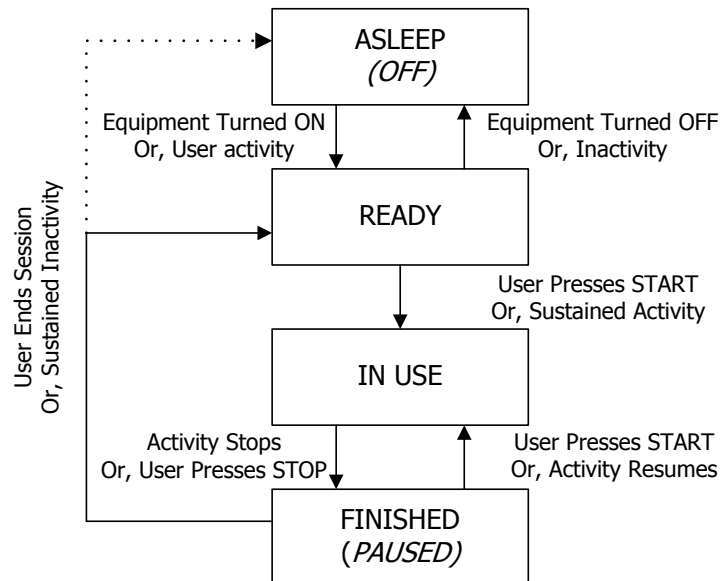 ASLEEP
(OFF)
Equipment Turned ON
Or, User activity
Equipment Turned OFF
Or, Inactivity
READY
User Ends Session
Or, Sustained Inactivity
User Presses START
Or, Sustained Activity
IN USE
Activity Stops
Or, User Presses STOP
User Presses START
Or, Activity Resumes
FINISHED
(PAUSED)